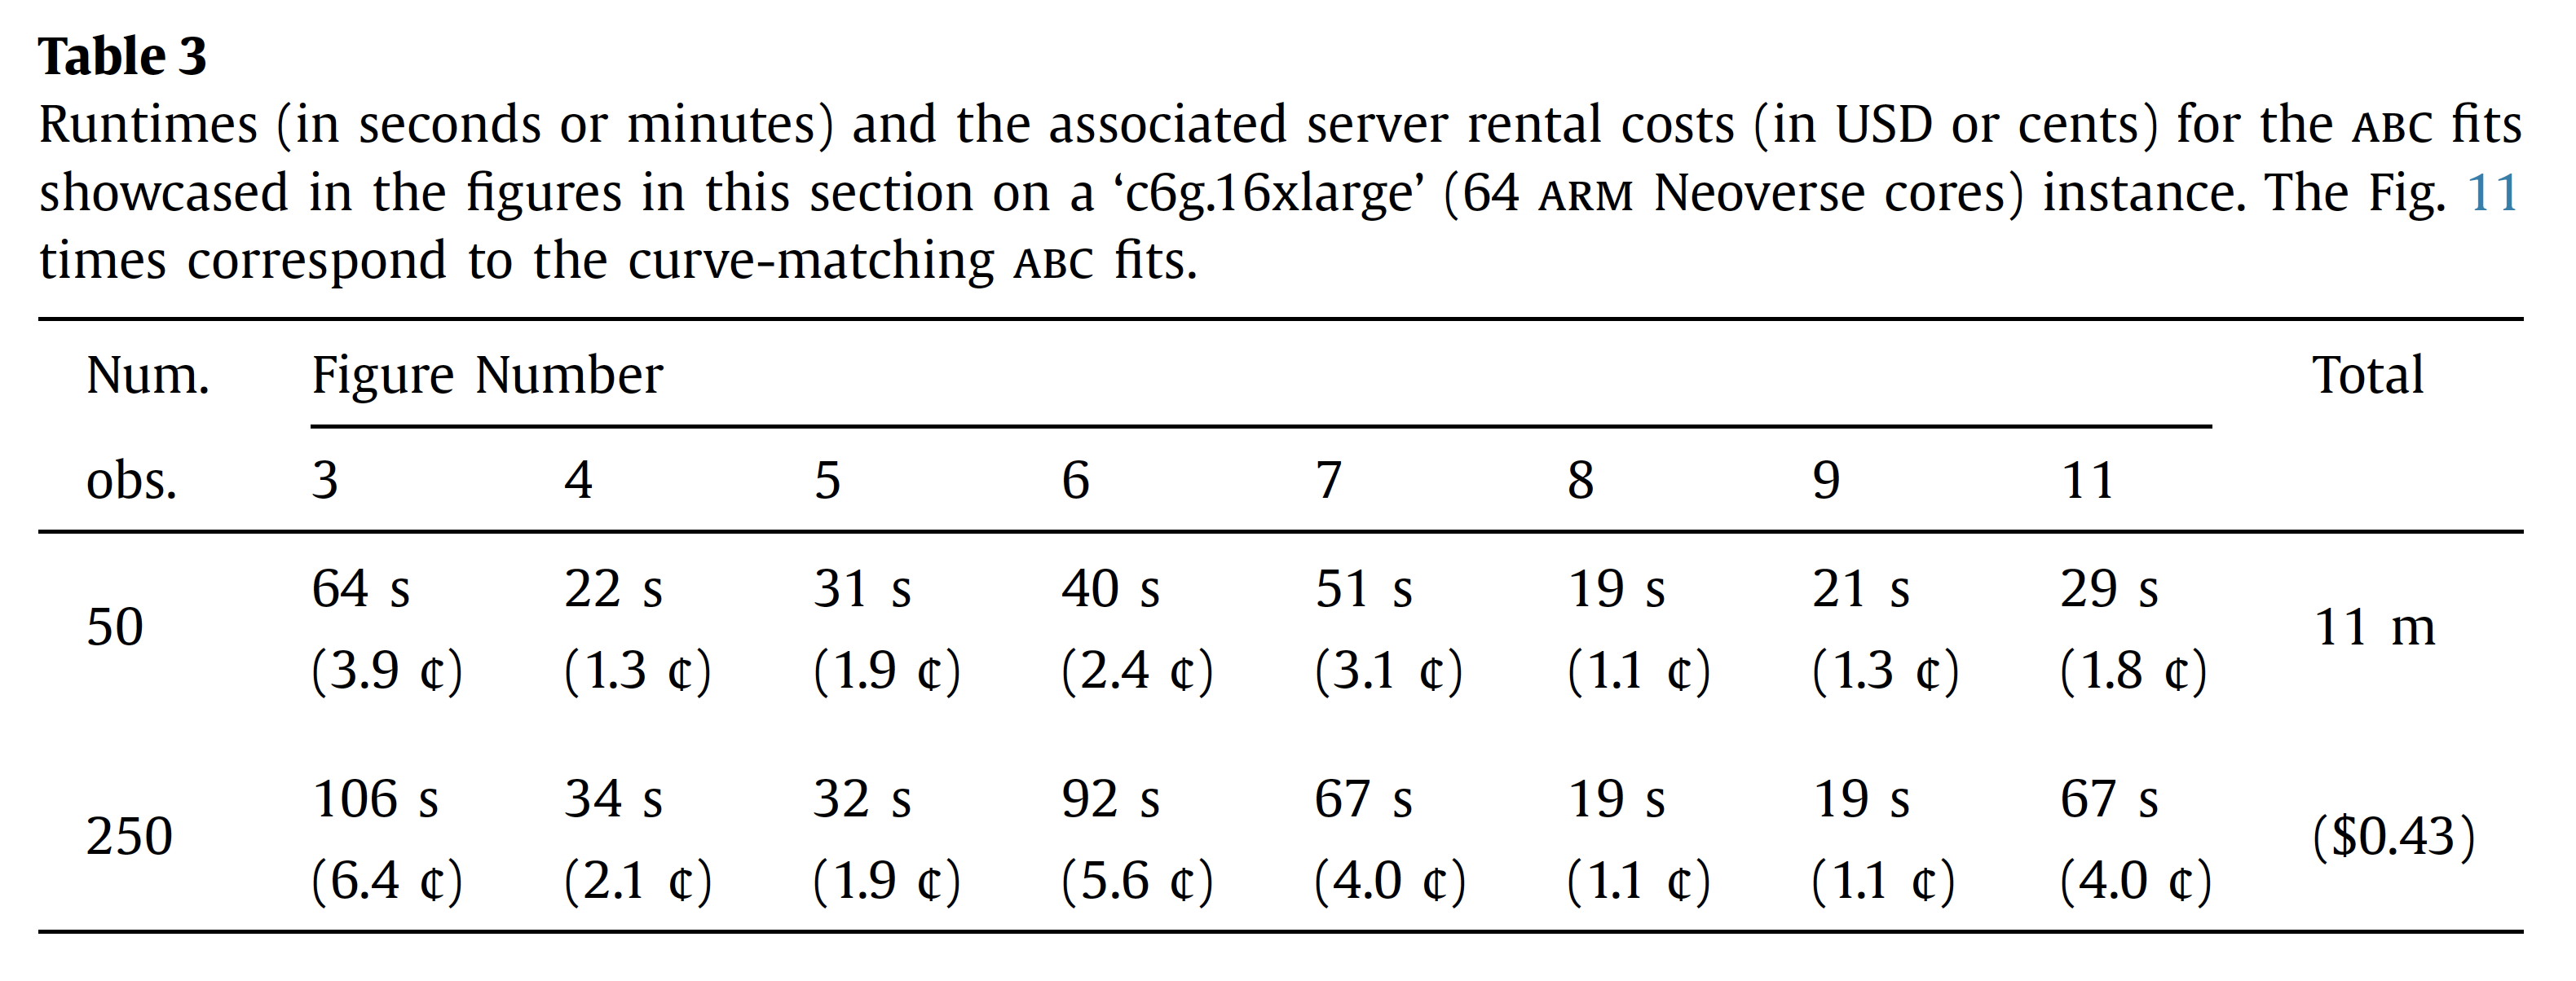 Table 3
Runtimes (in seconds or minutes) and the associated server rental costs (in USD or cents) for the ABC fits
showcased in the figures in this section on a ‘c6g.16xlarge’ (64 ARM Neoverse cores) instance. The Fig. 11
times correspond to the curve-matching ABC fits.
Num. Figure Number Total
obs. 3 4 5 6 7 8 9 11
50 64 s 22 s 31 s 40 s 51 s 19 s 21 s 29 s 11 m
(3.9 ¢) (1.3 ¢) (1.9 ¢) (2.4 ¢) (3.1 ¢) (1.1 ¢) (1.3 ¢) (1.8 ¢)
250 106 s 34 s 32 s 92 s 67 s 19 s 19 s 67 s ($0.43)
(6.4 ¢) (2.1 ¢) (1.9 ¢) (5.6 ¢) (4.0 ¢) (1.1 ¢) (1.1 ¢) (4.0 ¢)